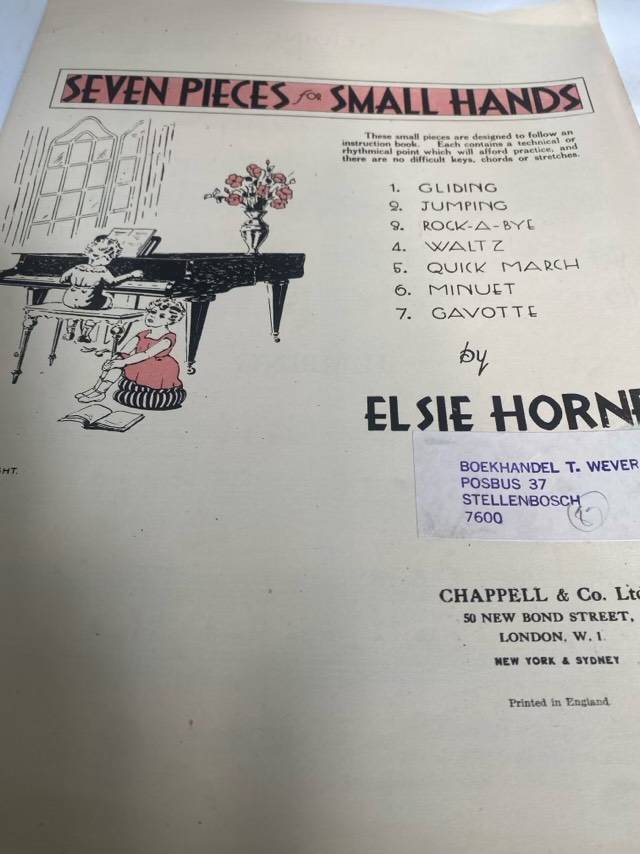 SEVEN PIECES for SMALL HANDS
These small pieces are designed to follow an
instruction book. Each contains a technical or
rhythmical point which will afford practice, and
there are no difficult keys, chords or stretches.
1. GLIDING
2. JUMPING
3. ROCK-A-BYE
4. WALTZ
5. QUICK MARCH
6. MINUET
7. GAVOTTE
by
ELSIE HORNE
HT.
BOEKHANDEL T. WEVER
POSBUS 37
STELLENBOSCH
7600
CHAPPELL & Co. Ltd
50 NEW BOND STREET,
LONDON, W. 1.
NEW YORK & SYDNEY
Printed in England